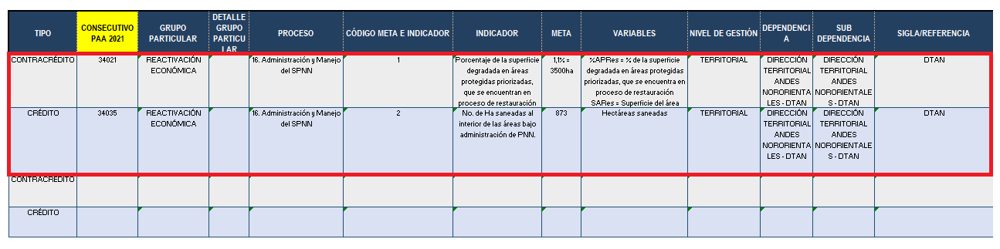 TIPO
CONSECUTIVO
PAA 2021
GRUPO
PARTICULAR
DETALLE
GRUPO
PARTICU
LAR
PROCESO
CÓDIGO META E INDICADOR
INDICADOR
META
VARIABLES
NIVEL DE GESTIÓN
DEPENDENCI
A
SUB
DEPENDENCIA
SIGLA/REFERENCIA
CONTRACRÉDITO
34021
REACTIVACIÓN
ECONÓMICA
16. Administración y Manejo
del SPNN
1
Porcentaje de la superficie
degradada en áreas
protegidas priorizadas,
que se encuentran en
proceso de restauración
1,1% =
3500ha
%APRes = % de la superficie
degradada en áreas protegidas
priorizadas, que se encuentra en
proceso de restauración
SARes = Superficie del área
TERRITORIAL
DIRECCIÓN
TERRITORIAL
ANDES
NORORIENTA
LES - DTAN
DIRECCIÓN
TERRITORIAL
ANDES
NORORIENTALE
S - DTAN
DTAN
CRÉDITO
34035
REACTIVACIÓN
ECONÓMICA
16. Administración y Manejo
del SPNN
2
No. de Ha saneadas al
interior de las áreas bajo
administración de PNN.
873
Hectáreas saneadas
TERRITORIAL
DIRECCIÓN
TERRITORIAL
ANDES
NORORIENTA
LES - DTAN
DIRECCIÓN
TERRITORIAL
ANDES
NORORIENTALE
S - DTAN
DTAN
CONTRACRÉDITO
CRÉDITO